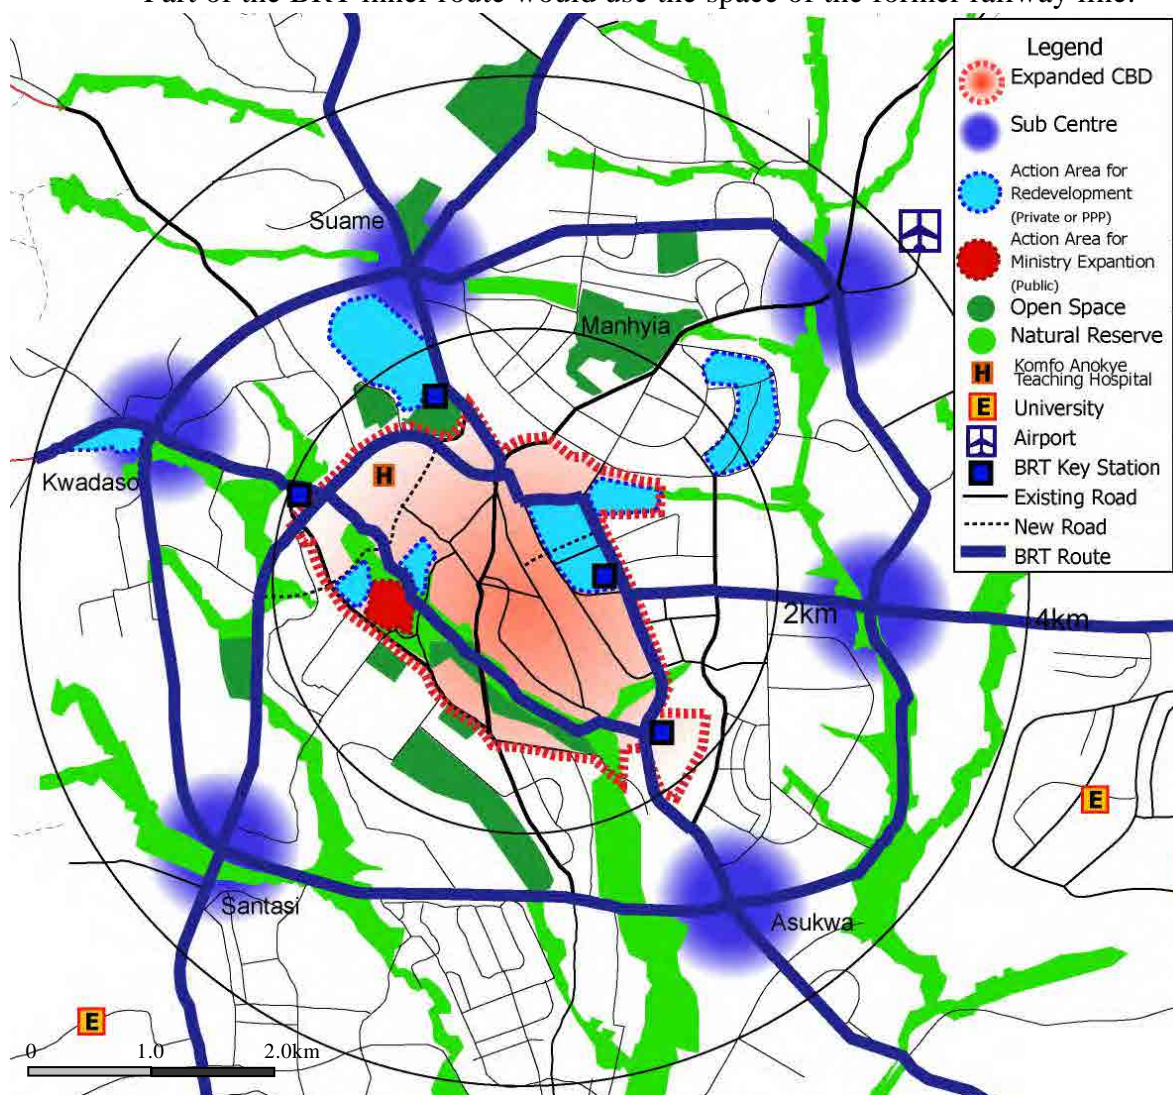 Part of the BRT inner route would use the space of the former railway line.
Legend
Expanded CBD
Sub Centre
Action Area for
Redevelopment
(Private or PPP)
Action Area for
Ministry Expantion
(Public)
Open Space
Natural Reserve
H
Komfo Anokye
Teaching Hospital
E
University
Airport
BRT Key Station
Existing Road
New Road
BRT Route
Suame
Manhyia
Kwadaso
H
2km
4km
E
Santasi
Asukwa
E
0 1.0 2.0km